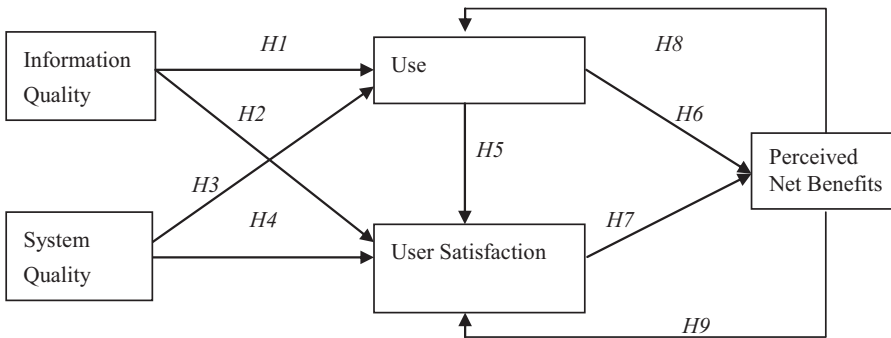 Information
Quality
System
Quality
H1
H2
H3
H4
Use
H5
User Satisfaction
H8
H6
H7
H9
Perceived
Net Benefits